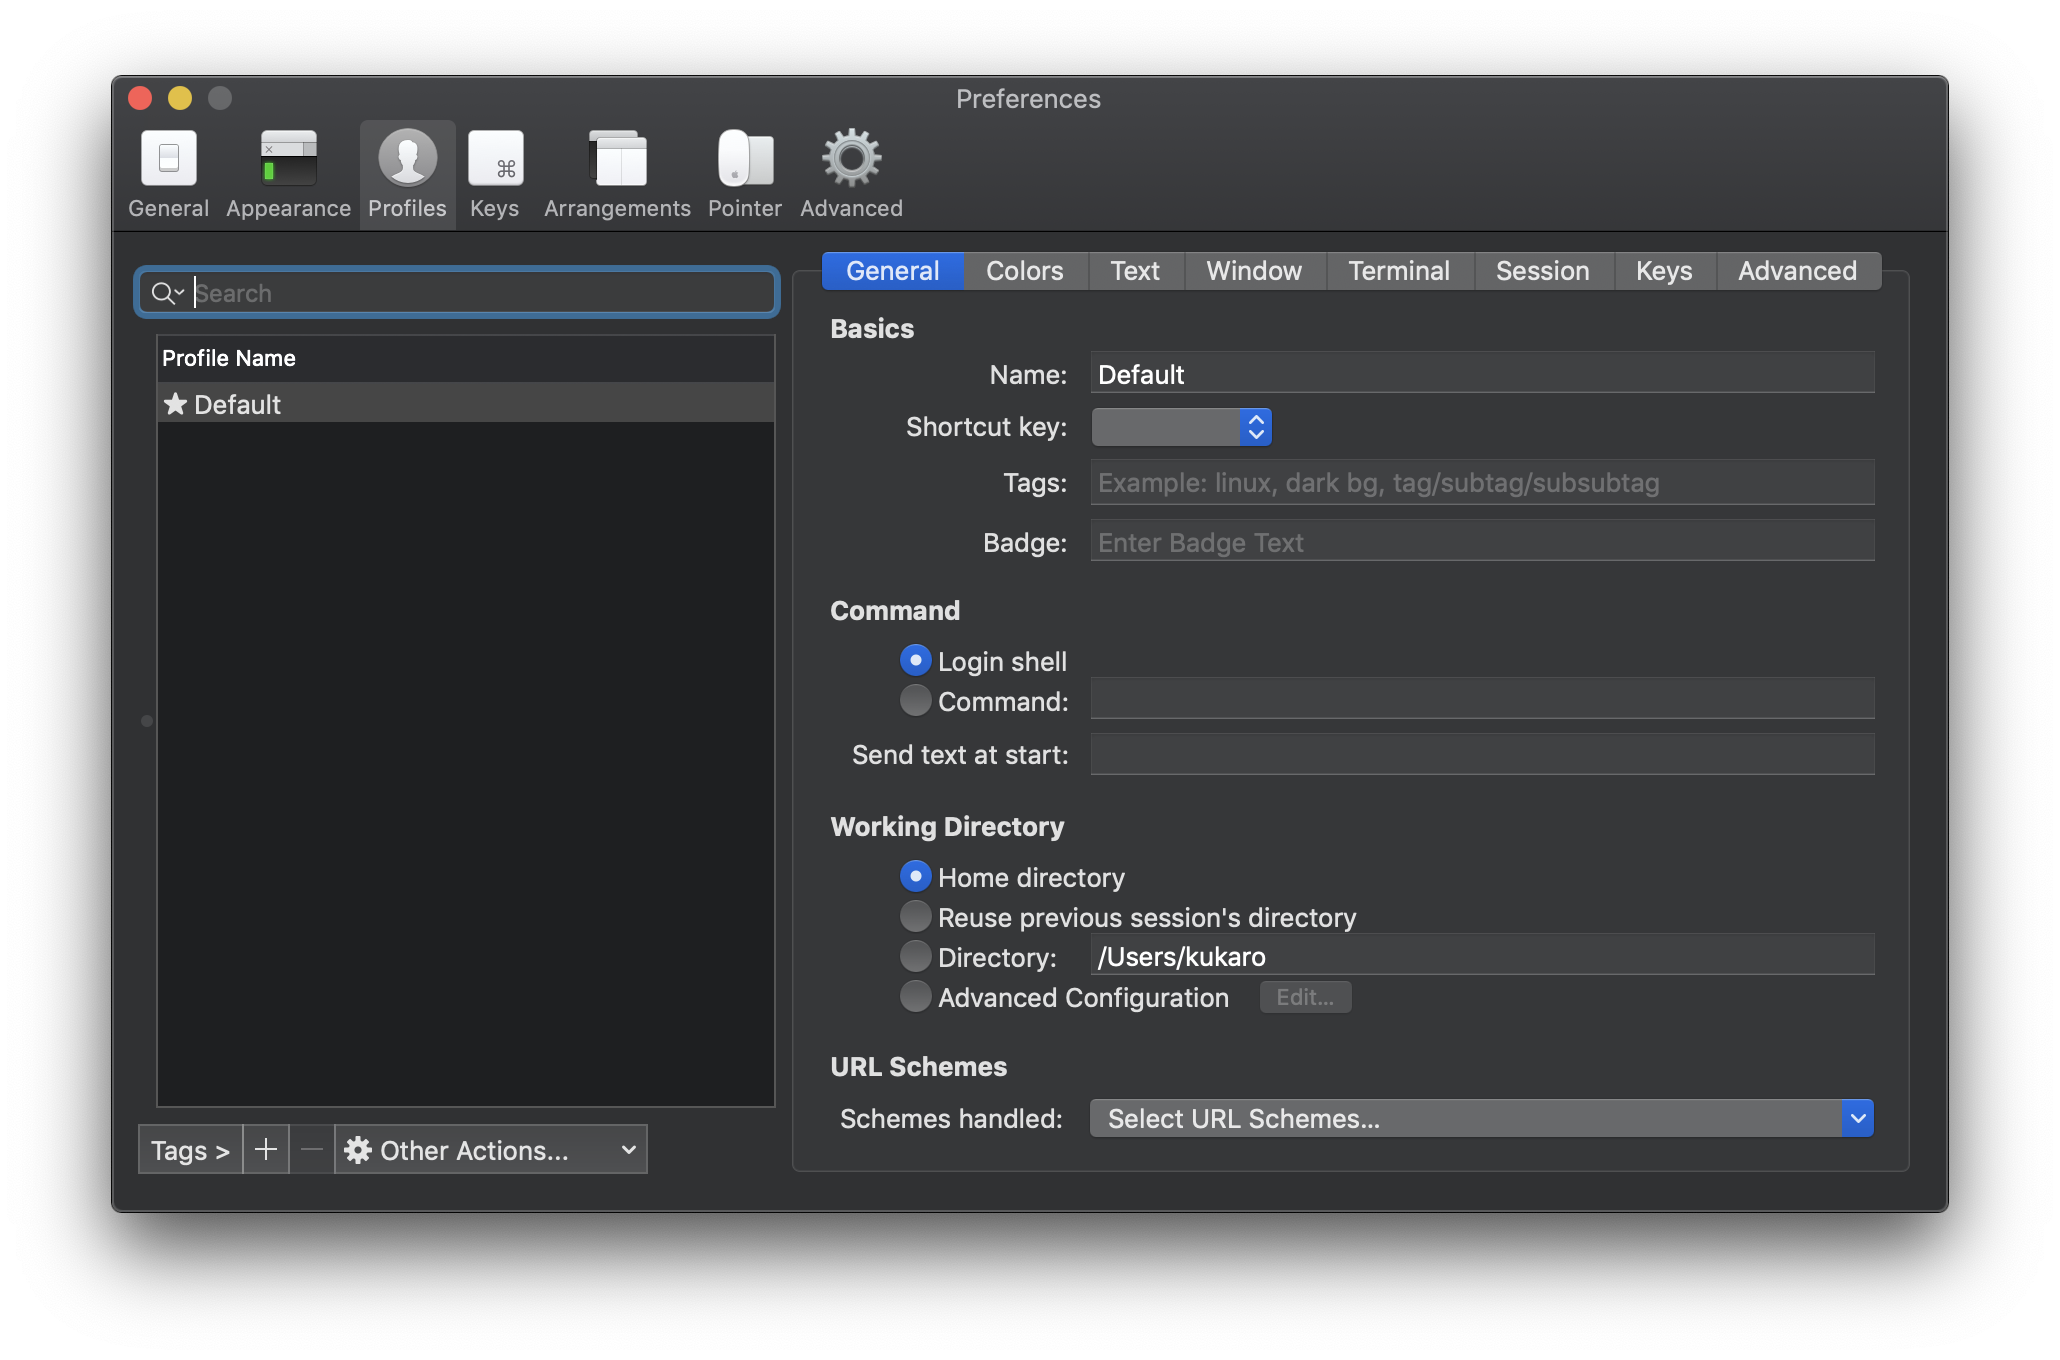 Preferences
General Appearance Profiles Keys Arrangements Pointer Advanced
Search
Profile Name
★ Default
Tags > + — Other Actions...
General Colors Text Window Terminal Session Keys Advanced
Basics
Name: Default
Shortcut key:
Tags: Example: linux, dark bg, tag/subtag/subsubtag
Badge: Enter Badge Text
Command
Login shell
Command:
Send text at start:
Working Directory
Home directory
Reuse previous session's directory
Directory: /Users/kukaro
Advanced Configuration Edit...
URL Schemes
Schemes handled: Select URL Schemes...